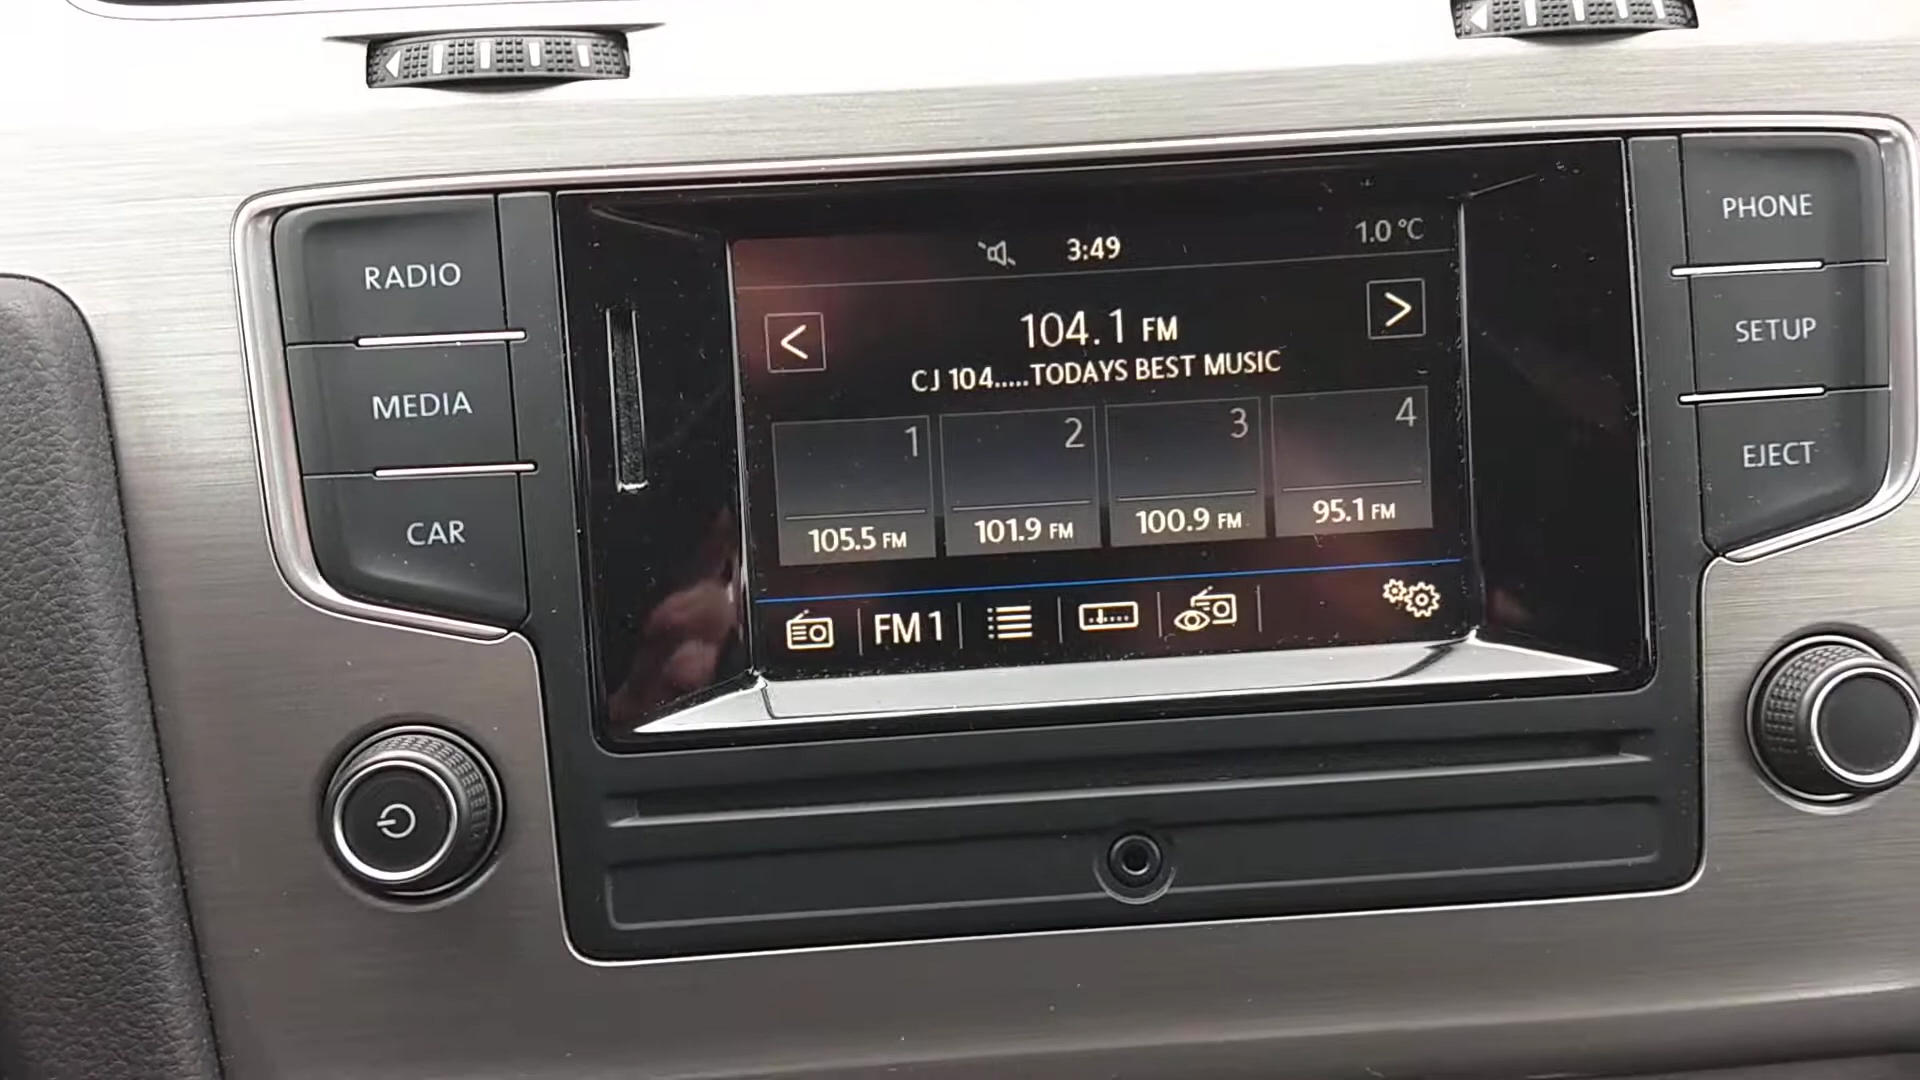 RADIO
MEDIA
CAR
3:49
1.0 °C
< 104.1 FM >
CJ 104.....TODAYS BEST MUSIC
1 2 3 4
105.5 FM 101.9 FM 100.9 FM 95.1 FM
FM 1
PHONE
SETUP
EJECT